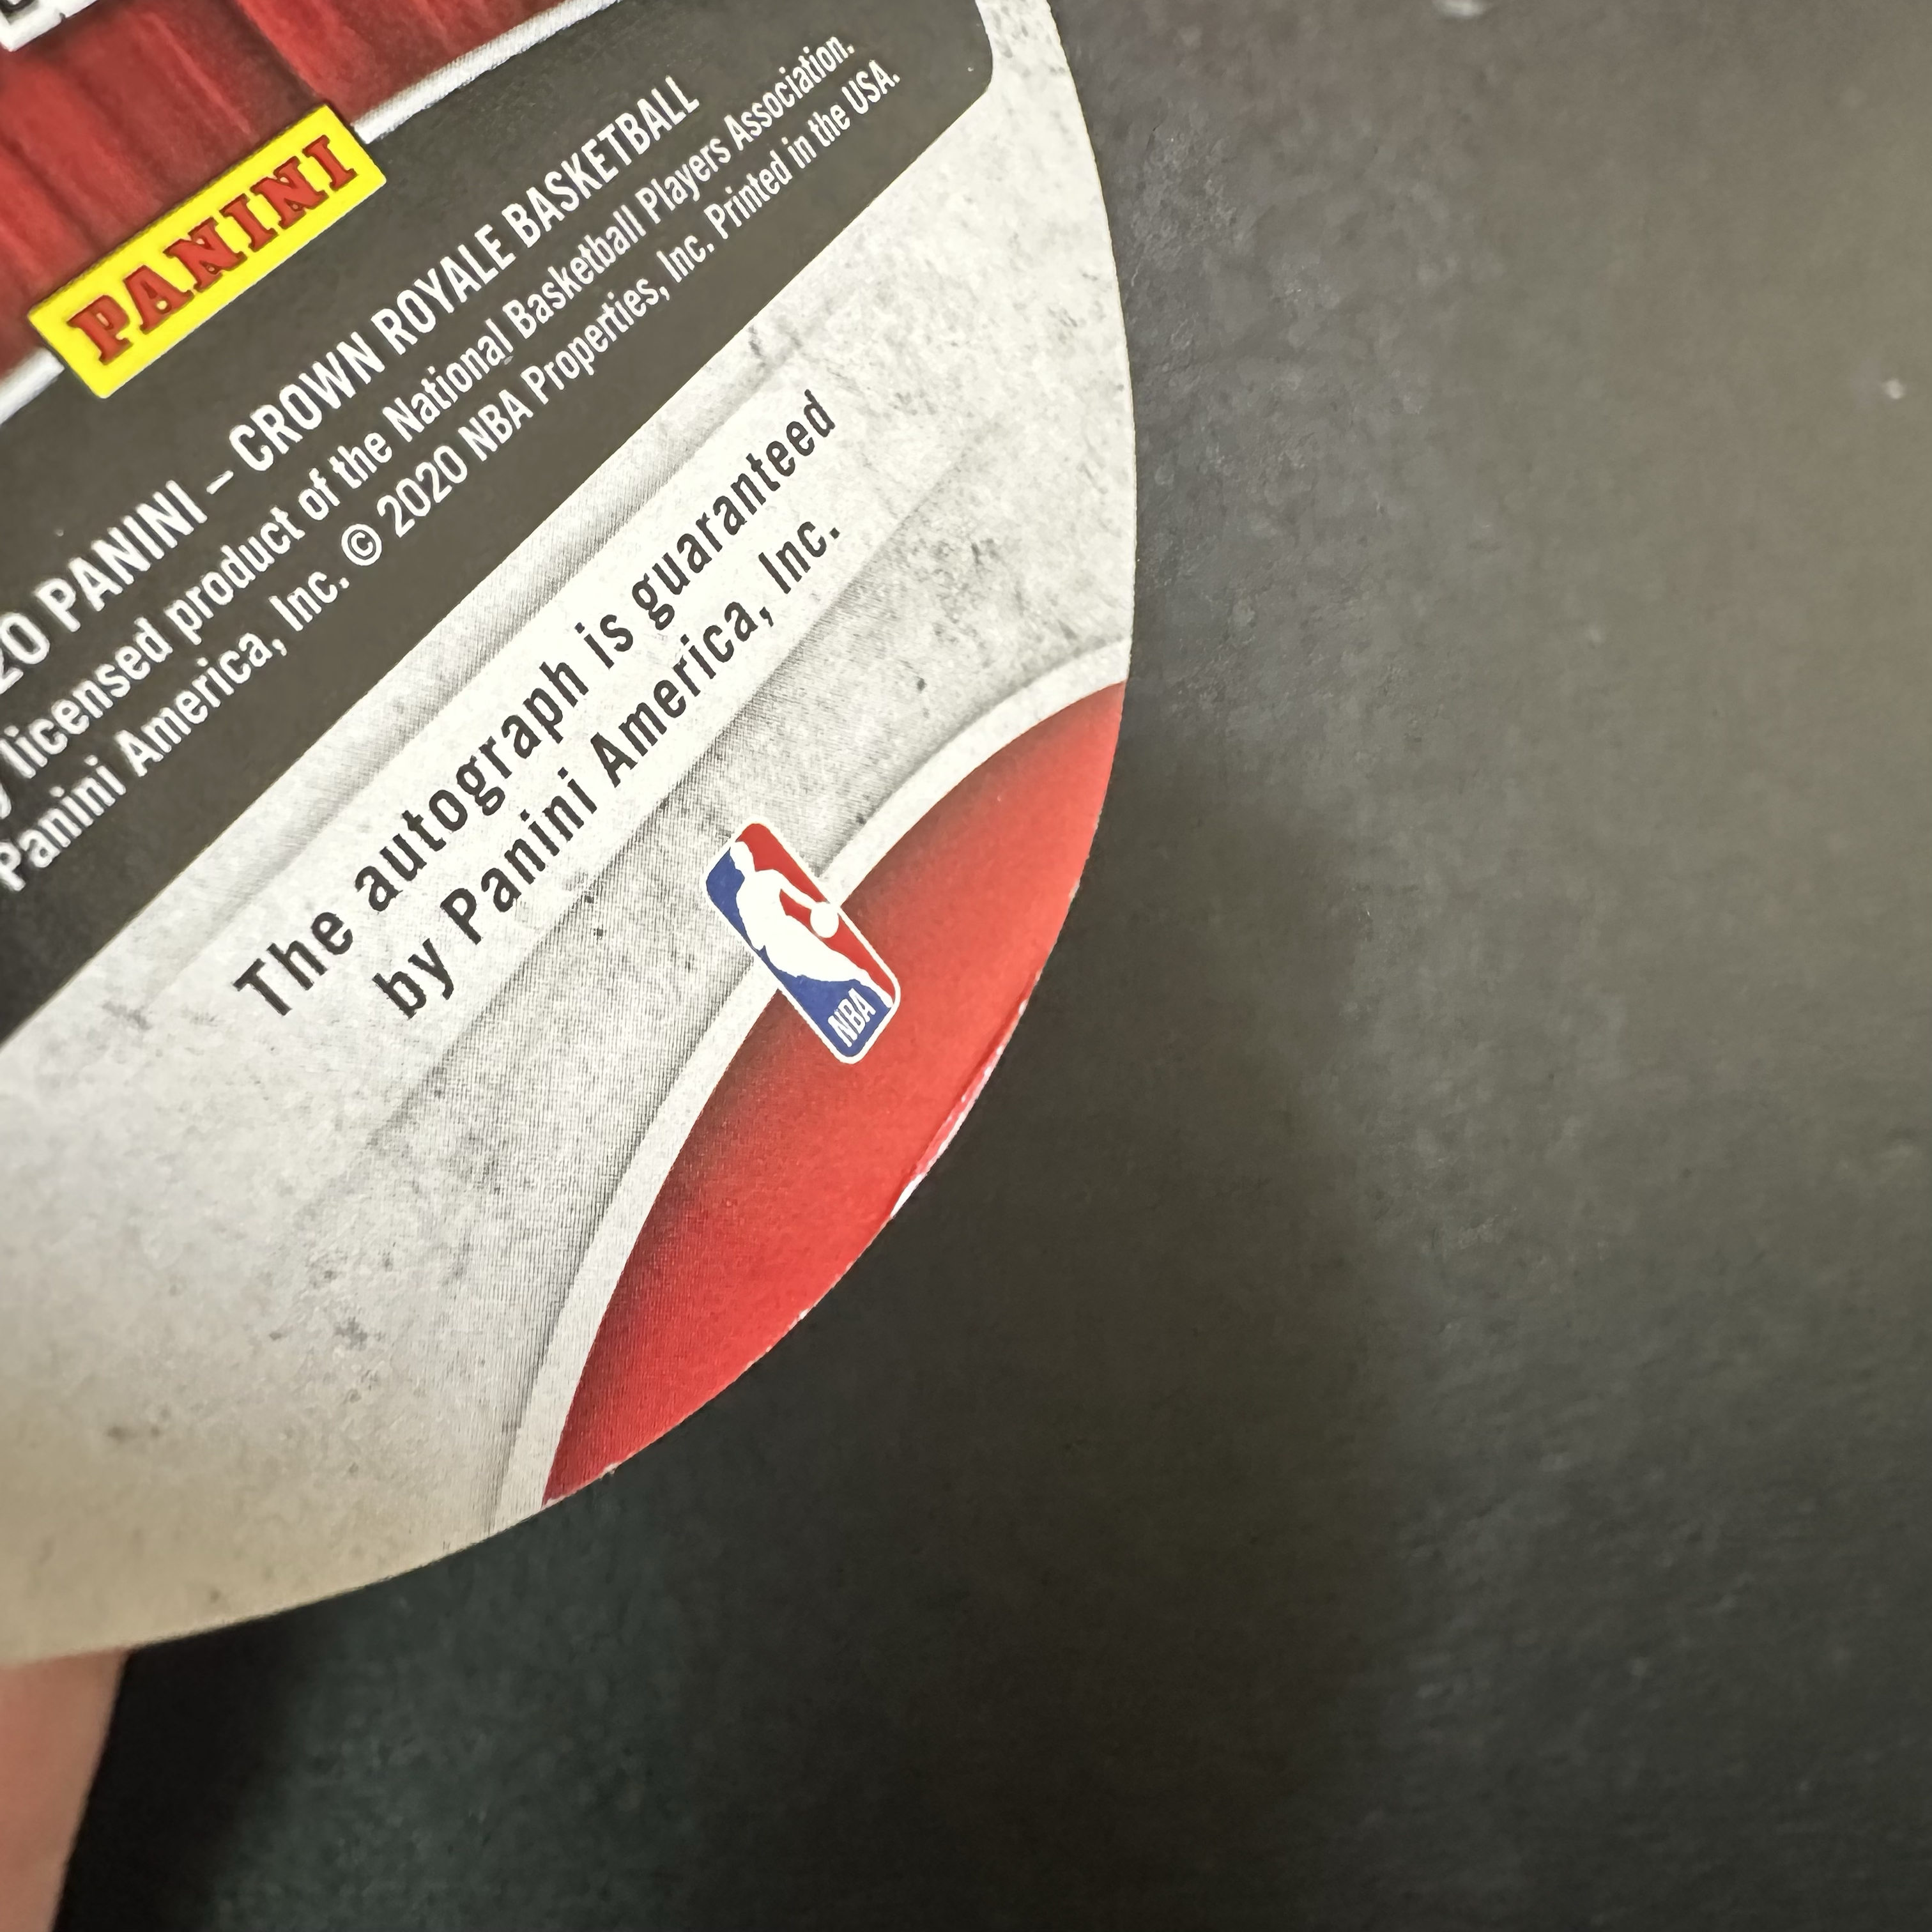 PANINI
20 PANINI – CROWN ROYALE BASKETBALL
licensed product of the National Basketball Players Association.
Panini America, Inc. © 2020 NBA Properties, Inc. Printed in the USA.
The autograph is guaranteed
by Panini America, Inc.
NBA